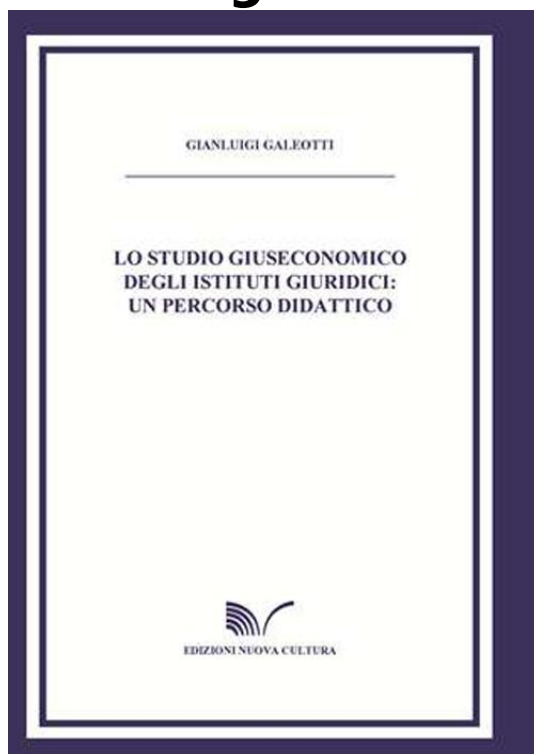 GIANLUIGI GALEOTTI
LO STUDIO GIUSECONOMICO
DEGLI ISTITUTI GIURIDICI:
UN PERCORSO DIDATTICO
EDIZIONI NUOVA CULTURA